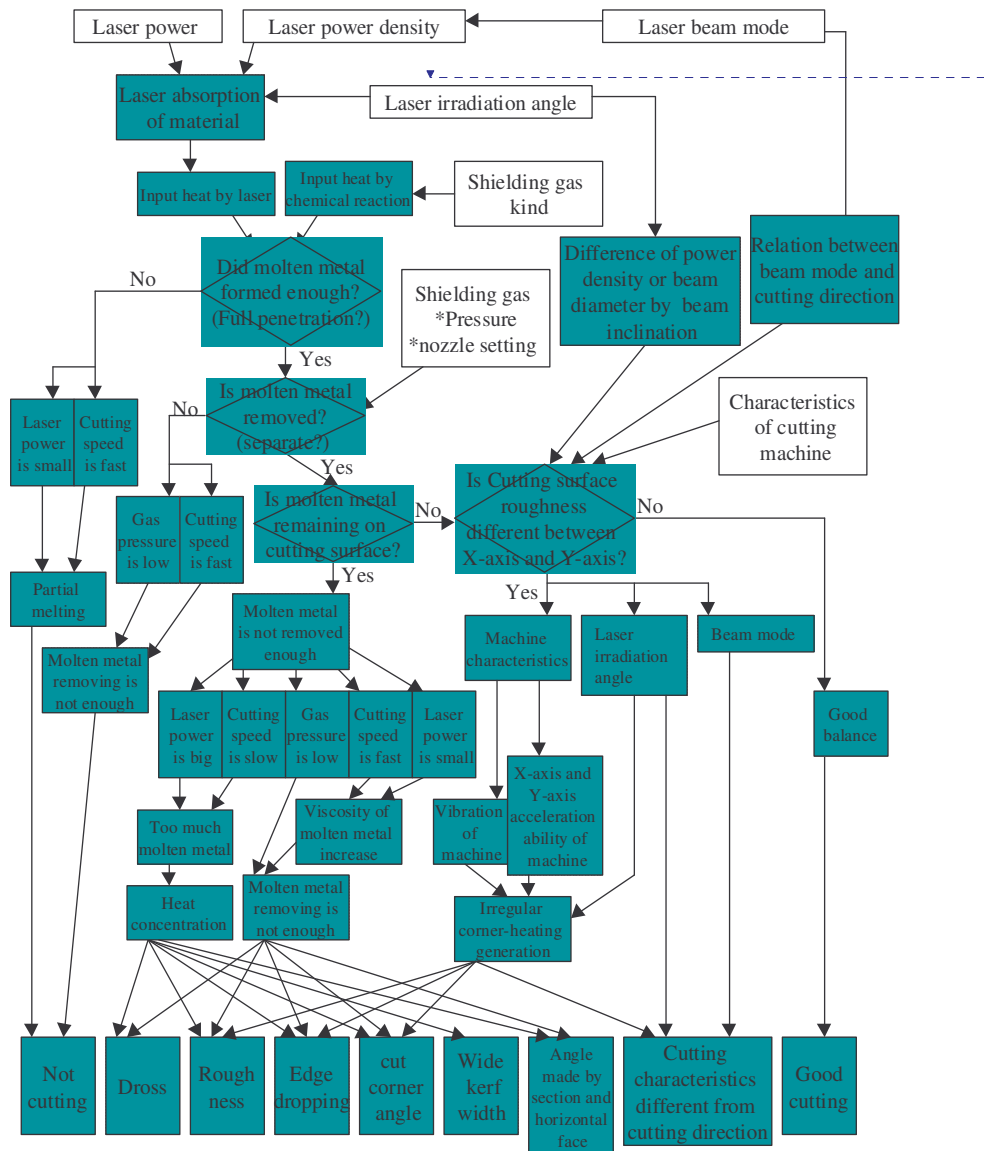 Laser power
Laser power density
Laser beam mode
Laser absorption
of material
Laser irradiation angle
Input heat
by laser
Input heat by
chemical reaction
Shielding gas
kind
Did molten metal
formed enough?
(Full penetration?)
No
Yes
Shielding gas
*Pressure
*nozzle setting
Difference of power
density or beam
diameter by beam
inclination
Relation between
beam mode and
cutting direction
Is molten metal
removed?
(separate?)
No
Yes
Characteristics
of cutting
machine
Laser
power
is small
Cutting
speed
is fast
Gas
pressure
is low
Cutting
speed
is fast
Is molten metal
remaining on
cutting surface?
No
Yes
Is Cutting surface
roughness
different between
X-axis and Y-axis?
No
Yes
Partial
melting
Molten metal
removing is
not enough
Molten metal
is not removed
enough
Machine
characteristics
Laser
irradiation
angle
Beam mode
Good
balance
Laser
power
is big
Cutting
speed
is slow
Gas
pressure
is low
Cutting
speed
is fast
Laser
power
is small
Too much
molten metal
Viscosity of
molten metal
increase
Vibration
of
machine
X-axis and
Y-axis
acceleration
ability of
machine
Heat
concentration
Molten metal
removing is
not enough
Irregular
corner-heating
generation
Not
cutting
Dross
Rough
ness
Edge
dropping
cut
corner
angle
Wide
kerf
width
Angle
made by
section and
horizontal
face
Cutting
characteristics
different from
cutting direction
Good
cutting